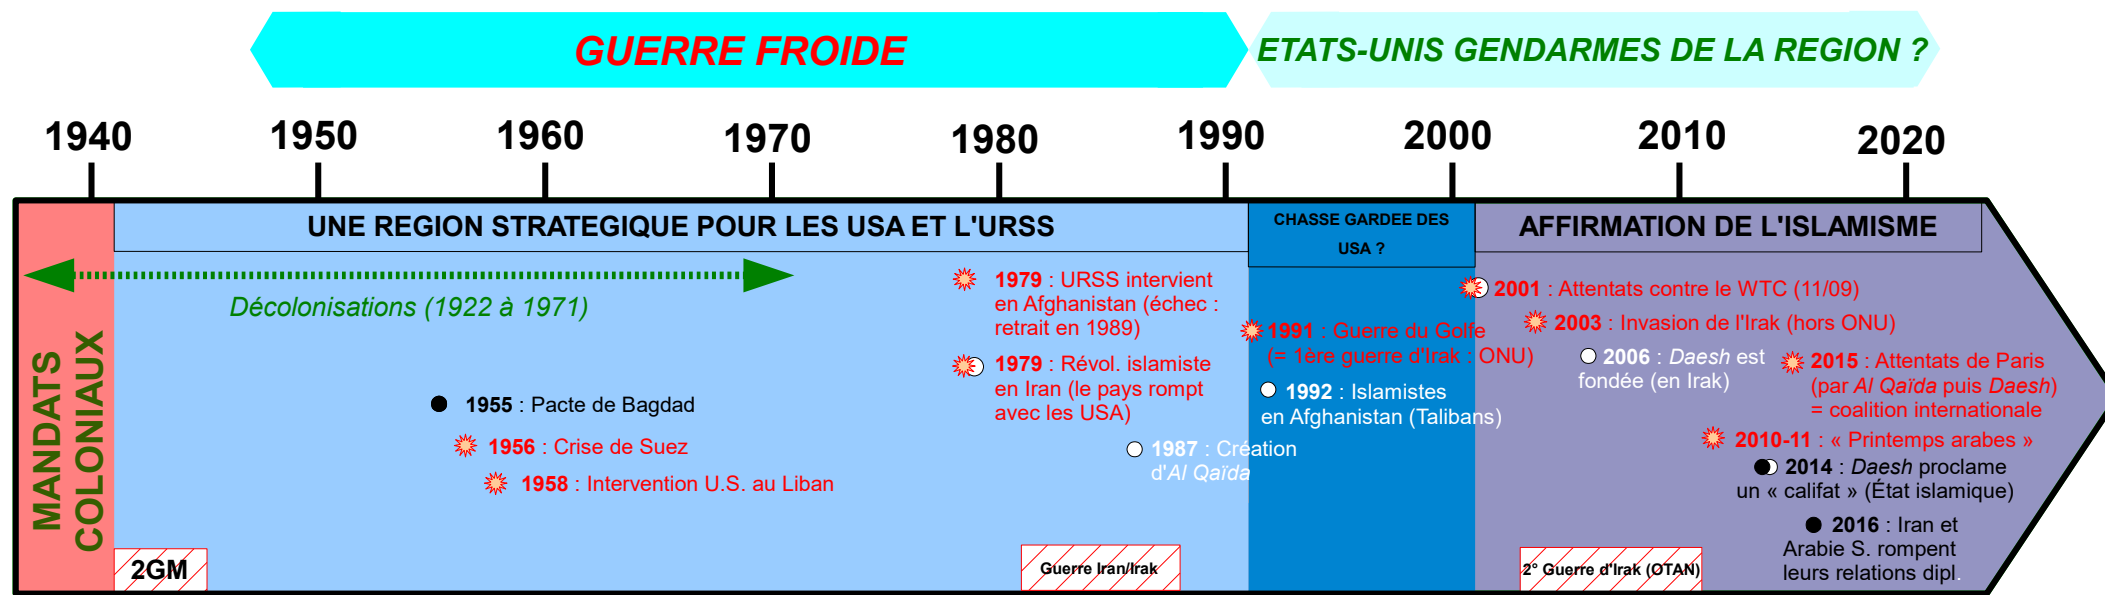 GUERRE FROIDE
ETATS-UNIS GENDARMES DE LA REGION ?
1940
1950
1960
1970
1980
1990
2000
2010
2020
MANDATS
COLONIAUX
UNE REGION STRATEGIQUE POUR LES USA ET L'URSS
CHASSE GARDEE DES
USA ?
AFFIRMATION DE L'ISLAMISME
Décolonisations (1922 à 1971)
1955 : Pacte de Bagdad
1956 : Crise de Suez
1958 : Intervention U.S. au Liban
1979 : URSS intervient
en Afghanistan (échec :
retrait en 1989)
1979 : Révol. islamiste
en Iran (le pays rompt
avec les USA)
1987 : Création
d'Al Qaïda
1991 : Guerre du Golfe
(= 1ère guerre d'Irak : ONU)
1992 : Islamistes
en Afghanistan (Talibans)
2001 : Attentats contre le WTC (11/09)
2003 : Invasion de l'Irak (hors ONU)
2006 : Daesh est
fondée (en Irak)
2015 : Attentats de Paris
(par Al Qaïda puis Daesh)
= coalition internationale
2010-11 : « Printemps arabes »
2014 : Daesh proclame
un « califat » (État islamique)
2016 : Iran et
Arabie S. rompent
leurs relations dipl.
2GM
Guerre Iran/Irak
2° Guerre d'Irak (OTAN)